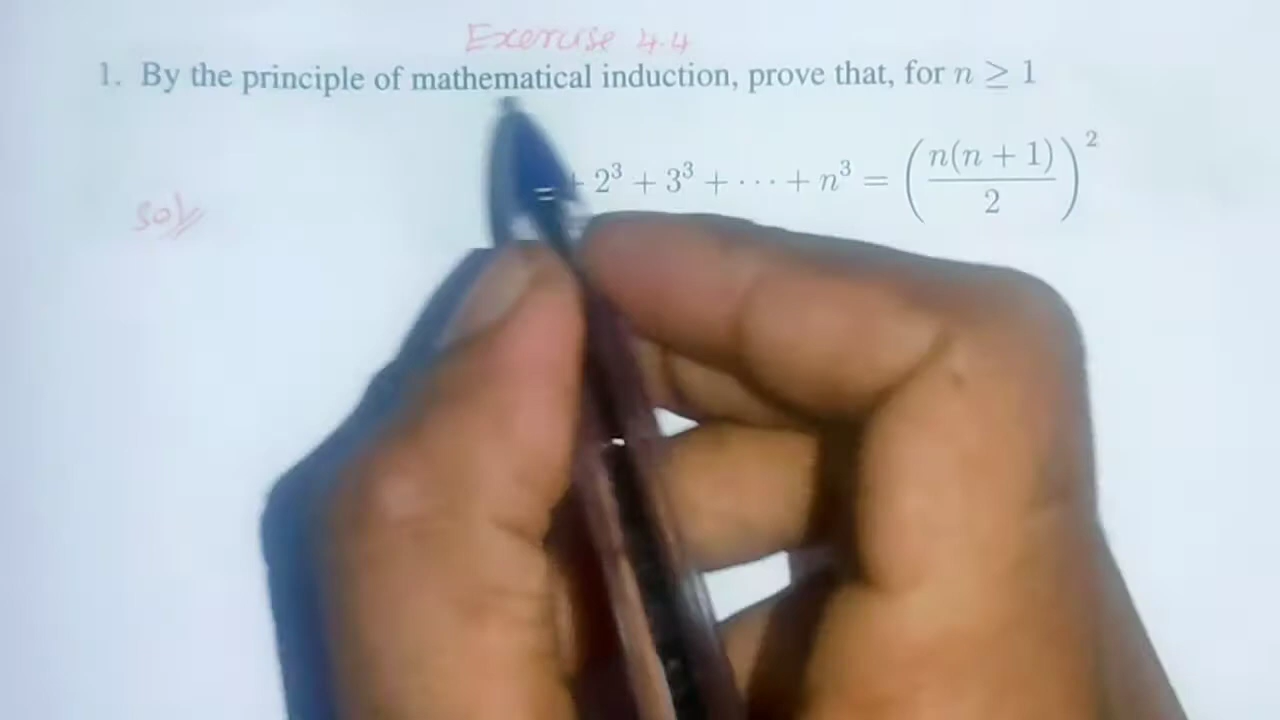 Exercise 4.4
1. By the principle of mathematical induction, prove that, for n ≥ 1
+ 2³ + 3³ + · · · + n³ = (n(n + 1)/2)²
Sol